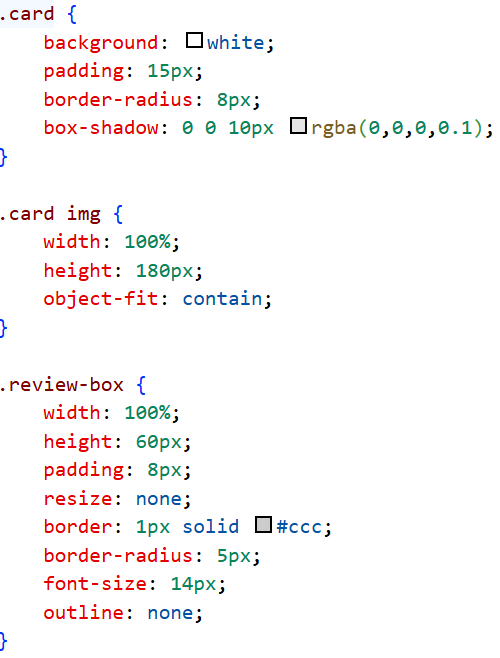 .card {
    background: white;
    padding: 15px;
    border-radius: 8px;
    box-shadow: 0 0 10px rgba(0,0,0,0.1);
}

.card img {
    width: 100%;
    height: 180px;
    object-fit: contain;
}

.review-box {
    width: 100%;
    height: 60px;
    padding: 8px;
    resize: none;
    border: 1px solid #ccc;
    border-radius: 5px;
    font-size: 14px;
    outline: none;
}